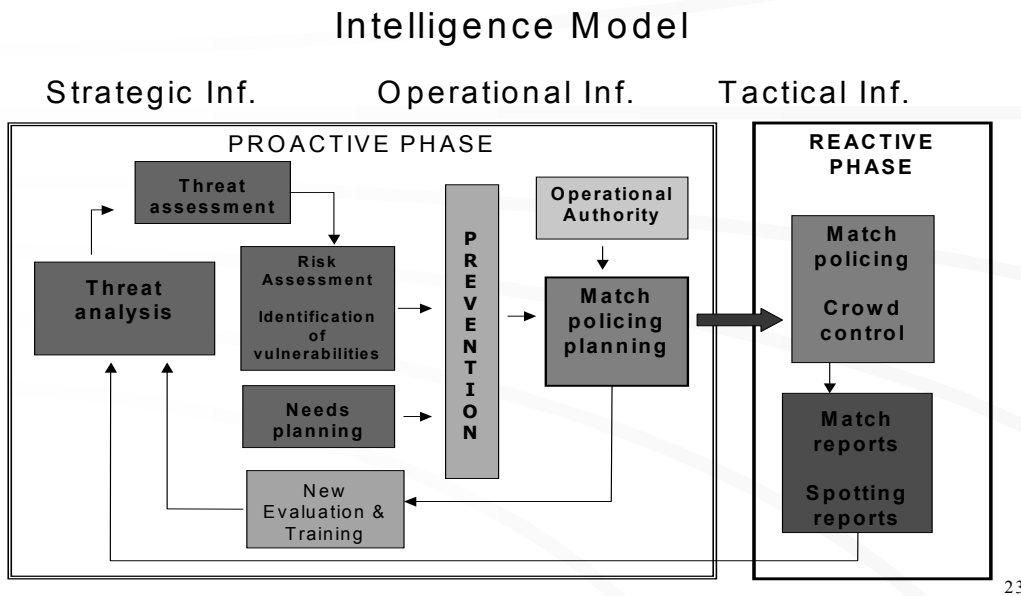 Intelligence Model
Strategic Inf.
Operational Inf.
Tactical Inf.
PROACTIVE PHASE
Threat
assessment
Threat
analysis
Risk
Assessment
Identification
of
vulnerabilities
Needs
planning
New
Evaluation &
Training
PREVENTION
Operational
Authority
Match
policing
planning
REACTIVE
PHASE
Match
policing
Crowd
control
Match
reports
Spotting
reports
23